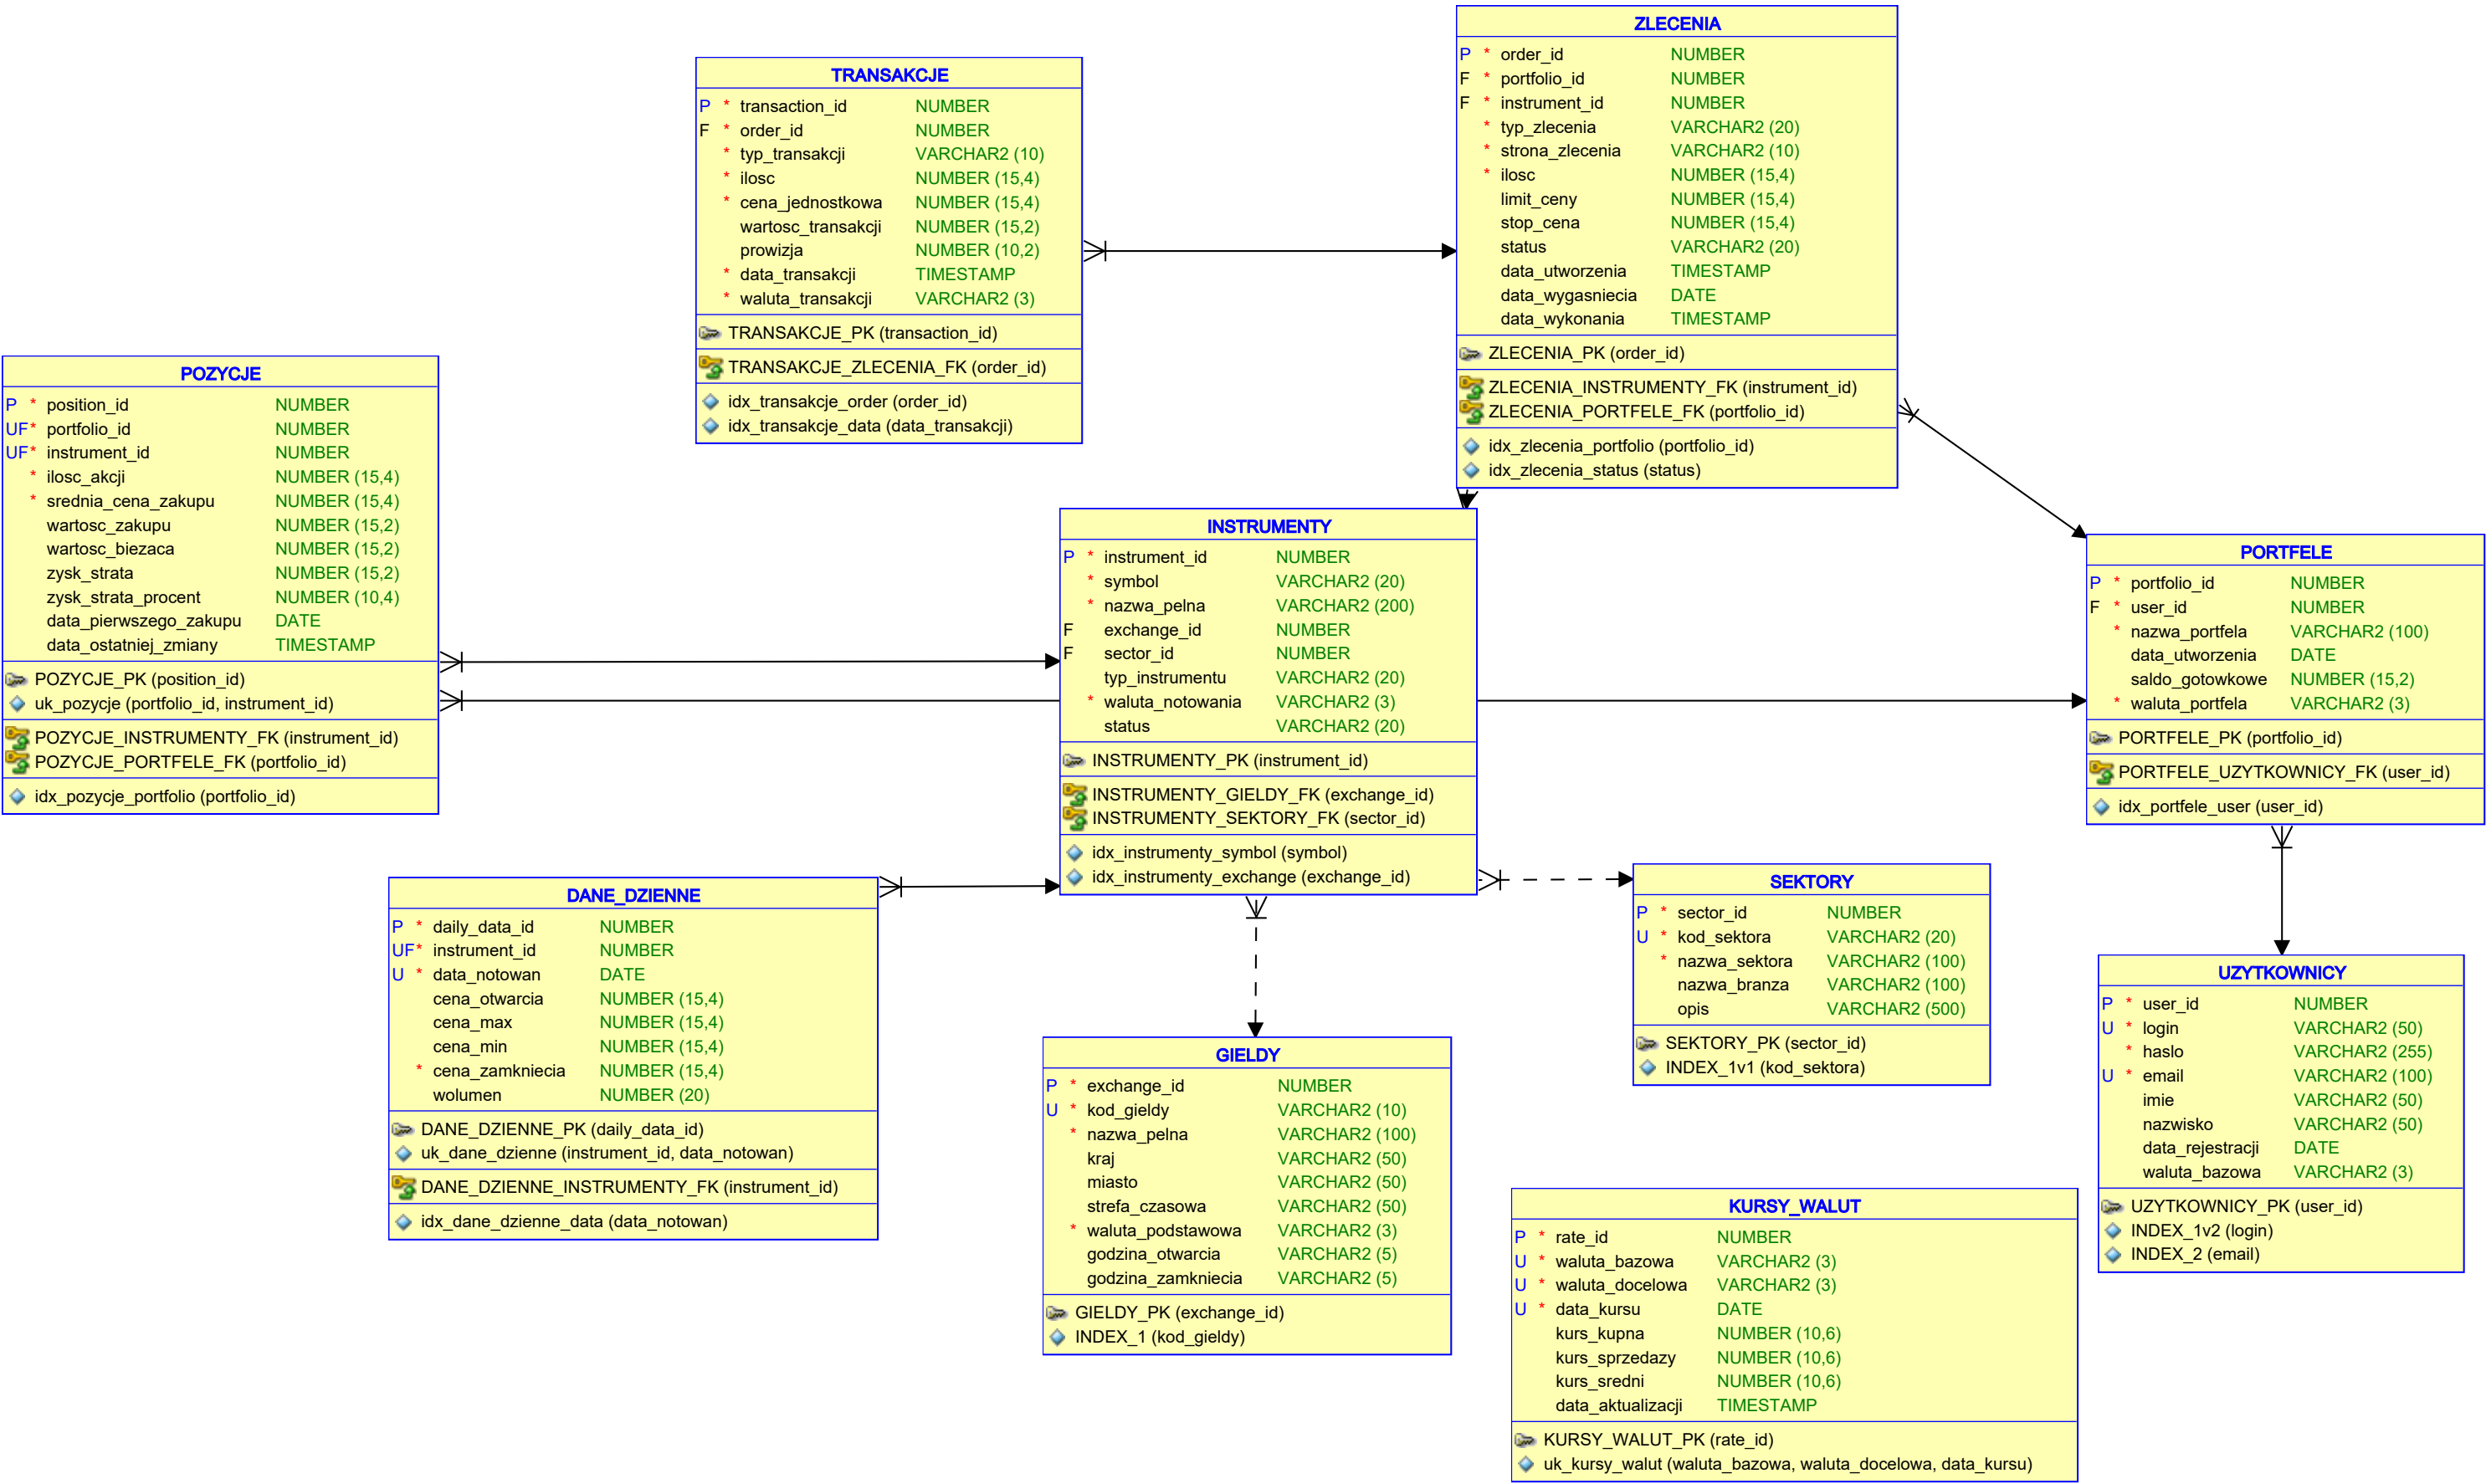 TRANSAKCJE
P * transaction_id NUMBER
F * order_id NUMBER
* typ_transakcji VARCHAR2 (10)
* ilosc NUMBER (15,4)
* cena_jednostkowa NUMBER (15,4)
wartosc_transakcji NUMBER (15,2)
prowizja NUMBER (10,2)
* data_transakcji TIMESTAMP
* waluta_transakcji VARCHAR2 (3)
TRANSAKCJE_PK (transaction_id)
TRANSAKCJE_ZLECENIA_FK (order_id)
idx_transakcje_order (order_id)
idx_transakcje_data (data_transakcji)
ZLECENIA
P * order_id NUMBER
F * portfolio_id NUMBER
F * instrument_id NUMBER
* typ_zlecenia VARCHAR2 (20)
* strona_zlecenia VARCHAR2 (10)
* ilosc NUMBER (15,4)
limit_ceny NUMBER (15,4)
stop_cena NUMBER (15,4)
status VARCHAR2 (20)
data_utworzenia TIMESTAMP
data_wygasniecia DATE
data_wykonania TIMESTAMP
ZLECENIA_PK (order_id)
ZLECENIA_INSTRUMENTY_FK (instrument_id)
ZLECENIA_PORTFELE_FK (portfolio_id)
idx_zlecenia_portfolio (portfolio_id)
idx_zlecenia_status (status)
POZYCJE
P * position_id NUMBER
UF* portfolio_id NUMBER
UF* instrument_id NUMBER
* ilosc_akcji NUMBER (15,4)
* srednia_cena_zakupu NUMBER (15,4)
wartosc_zakupu NUMBER (15,2)
wartosc_biezaca NUMBER (15,2)
zysk_strata NUMBER (15,2)
zysk_strata_procent NUMBER (10,4)
data_pierwszego_zakupu DATE
data_ostatniej_zmiany TIMESTAMP
POZYCJE_PK (position_id)
uk_pozycje (portfolio_id, instrument_id)
POZYCJE_INSTRUMENTY_FK (instrument_id)
POZYCJE_PORTFELE_FK (portfolio_id)
idx_pozycje_portfolio (portfolio_id)
INSTRUMENTY
P * instrument_id NUMBER
* symbol VARCHAR2 (20)
* nazwa_pelna VARCHAR2 (200)
F exchange_id NUMBER
F sector_id NUMBER
typ_instrumentu VARCHAR2 (20)
* waluta_notowania VARCHAR2 (3)
status VARCHAR2 (20)
INSTRUMENTY_PK (instrument_id)
INSTRUMENTY_GIELDY_FK (exchange_id)
INSTRUMENTY_SEKTORY_FK (sector_id)
idx_instrumenty_symbol (symbol)
idx_instrumenty_exchange (exchange_id)
PORTFELE
P * portfolio_id NUMBER
F * user_id NUMBER
* nazwa_portfela VARCHAR2 (100)
data_utworzenia DATE
saldo_gotowkowe NUMBER (15,2)
* waluta_portfela VARCHAR2 (3)
PORTFELE_PK (portfolio_id)
PORTFELE_UZYTKOWNICY_FK (user_id)
idx_portfele_user (user_id)
DANE_DZIENNE
P * daily_data_id NUMBER
UF* instrument_id NUMBER
U * data_notowan DATE
cena_otwarcia NUMBER (15,4)
cena_max NUMBER (15,4)
cena_min NUMBER (15,4)
* cena_zamkniecia NUMBER (15,4)
wolumen NUMBER (20)
DANE_DZIENNE_PK (daily_data_id)
uk_dane_dzienne (instrument_id, data_notowan)
DANE_DZIENNE_INSTRUMENTY_FK (instrument_id)
idx_dane_dzienne_data (data_notowan)
SEKTORY
P * sector_id NUMBER
U * kod_sektora VARCHAR2 (20)
* nazwa_sektora VARCHAR2 (100)
nazwa_branza VARCHAR2 (100)
opis VARCHAR2 (500)
SEKTORY_PK (sector_id)
INDEX_1v1 (kod_sektora)
GIELDY
P * exchange_id NUMBER
U * kod_gieldy VARCHAR2 (10)
* nazwa_pelna VARCHAR2 (100)
kraj VARCHAR2 (50)
miasto VARCHAR2 (50)
strefa_czasowa VARCHAR2 (50)
* waluta_podstawowa VARCHAR2 (3)
godzina_otwarcia VARCHAR2 (5)
godzina_zamkniecia VARCHAR2 (5)
GIELDY_PK (exchange_id)
INDEX_1 (kod_gieldy)
UZYTKOWNICY
P * user_id NUMBER
U * login VARCHAR2 (50)
* haslo VARCHAR2 (255)
U * email VARCHAR2 (100)
imie VARCHAR2 (50)
nazwisko VARCHAR2 (50)
data_rejestracji DATE
waluta_bazowa VARCHAR2 (3)
UZYTKOWNICY_PK (user_id)
INDEX_1v2 (login)
INDEX_2 (email)
KURSY_WALUT
P * rate_id NUMBER
U * waluta_bazowa VARCHAR2 (3)
U * waluta_docelowa VARCHAR2 (3)
U * data_kursu DATE
kurs_kupna NUMBER (10,6)
kurs_sprzedazy NUMBER (10,6)
kurs_sredni NUMBER (10,6)
data_aktualizacji TIMESTAMP
KURSY_WALUT_PK (rate_id)
uk_kursy_walut (waluta_bazowa, waluta_docelowa, data_kursu)